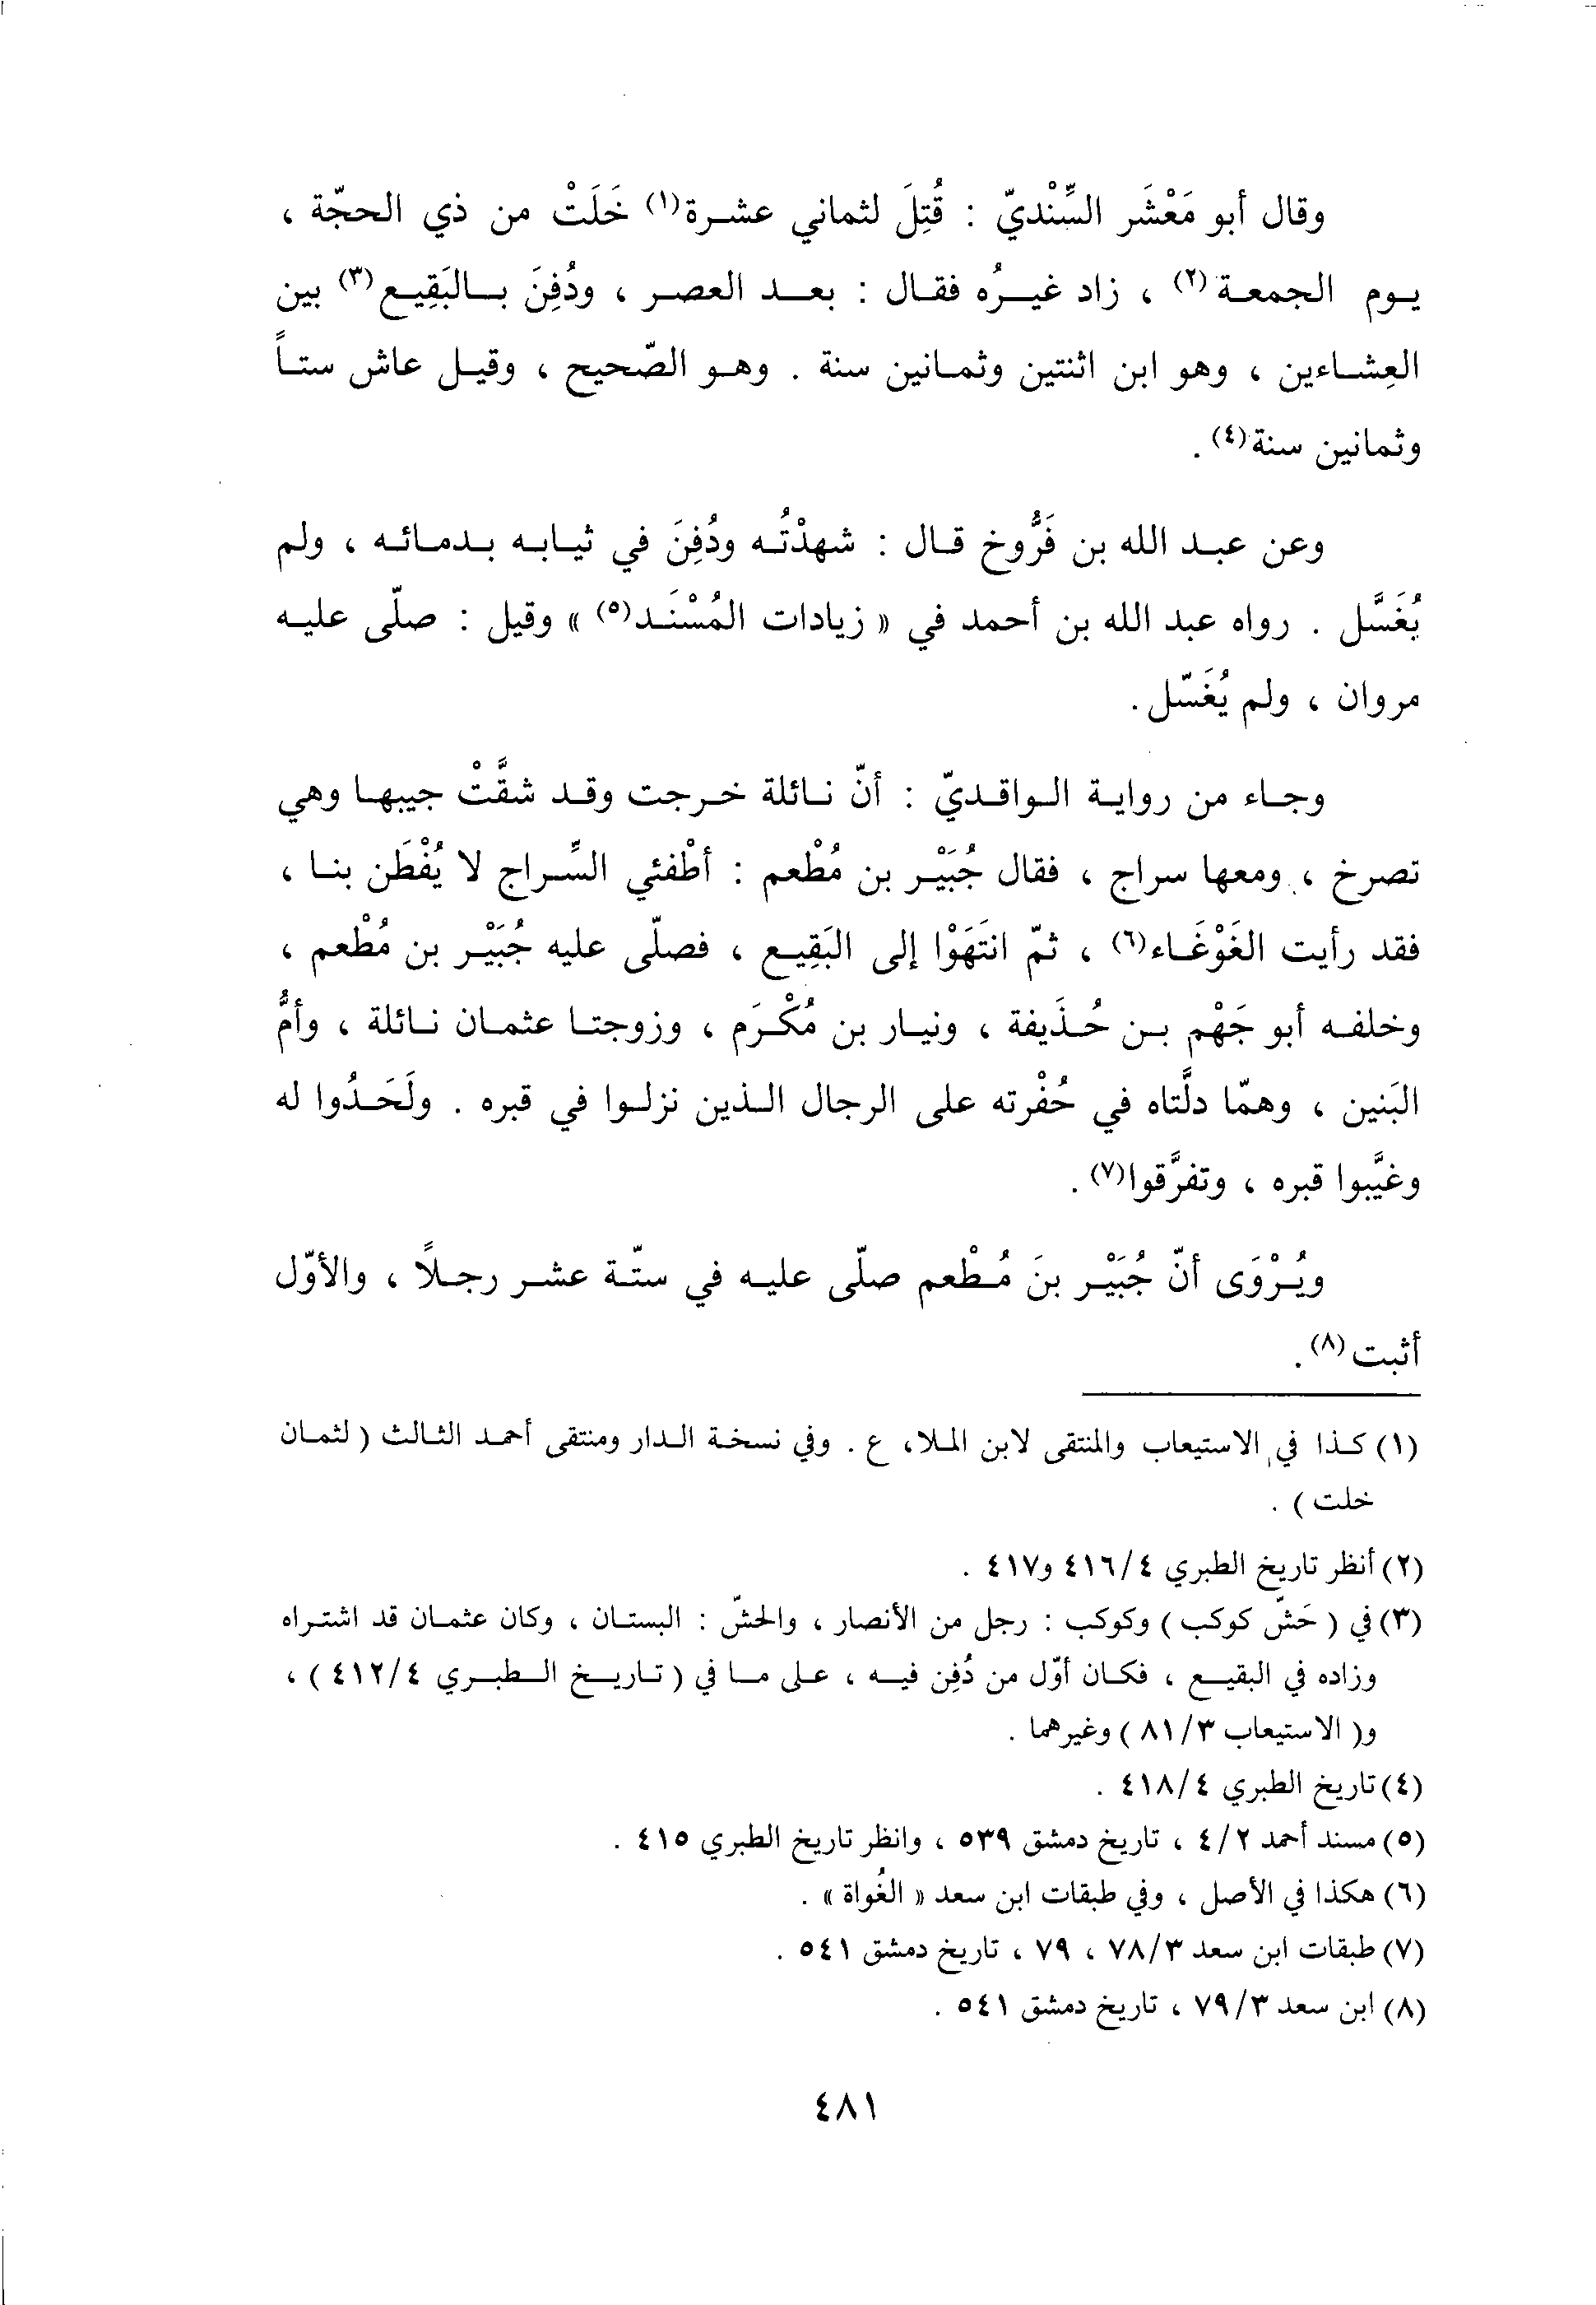 وقال أبو مَعْشَر السِّنْديّ : قُتِلَ لثماني عشرة(١) خَلَتْ من ذي الحجّة ،
يوم الجمعة(٢) ، زاد غيرُه فقال : بعد العصر ، ودُفِنَ بالبَقِيع(٣) بين
العِشاءين ، وهو ابن اثنتين وثمانين سنة . وهو الصّحيح ، وقيل عاش ستاً
وثمانين سنة(٤) .
وعن عبد الله بن فَرُّوخ قال : شهدْتُه ودُفِنَ في ثيابه بدمائه ، ولم
يُغَسَّل . رواه عبد الله بن أحمد في « زيادات المُسْنَد(٥) » وقيل : صلّى عليه
مروان ، ولم يُغَسّل .
وجاء من رواية الواقديّ : أنّ نائلة خرجت وقد شقَّتْ جيبها وهي
تصرخ ، ومعها سراج ، فقال جُبَيْر بن مُطْعم : أطْفئي السِّراج لا يُفْطَن بنا ،
فقد رأيت الغَوْغَاء(٦) ، ثمّ انتَهَوْا إلى البَقِيع ، فصلّى عليه جُبَيْر بن مُطْعم ،
وخلفه أبو جَهْم بن حُذَيفة ، ونيار بن مُكْرَم ، وزوجتا عثمان نائلة ، وأمُّ
البَنين ، وهمّا دلَّتاه في حُفْرته على الرجال الذين نزلوا في قبره . ولَحَدُوا له
وغيَّبوا قبره ، وتفرَّقوا(٧) .
ويُرْوَى أنّ جُبَيْر بنَ مُطْعم صلّى عليه في ستّة عشر رجلاً ، والأوّل
أثبت(٨) .
(١) كذا في الاستيعاب والمنتقى لابن الملا، ع . وفي نسخة الدار ومنتقى أحمد الثالث ( لثمان
خلت ) .
(٢) أنظر تاريخ الطبري ٤/٤١٦ و٤١٧ .
(٣) في ( حَشّ كوكب ) وكوكب : رجل من الأنصار ، والحشّ : البستان ، وكان عثمان قد اشتراه
وزاده في البقيع ، فكان أوّل من دُفِن فيه ، على ما في ( تاريخ الطبري ٤/٤١٢ ) ،
و( الاستيعاب ٣/٨١ ) وغيرهما .
(٤) تاريخ الطبري ٤/٤١٨ .
(٥) مسند أحمد ٤/٢ ، تاريخ دمشق ٥٣٩ ، وانظر تاريخ الطبري ٤١٥ .
(٦) هكذا في الأصل ، وفي طبقات ابن سعد « الغُواة » .
(٧) طبقات ابن سعد ٣/٧٨ ، ٧٩ ، تاريخ دمشق ٥٤١ .
(٨) ابن سعد ٣/٧٩ ، تاريخ دمشق ٥٤١ .
٤٨١